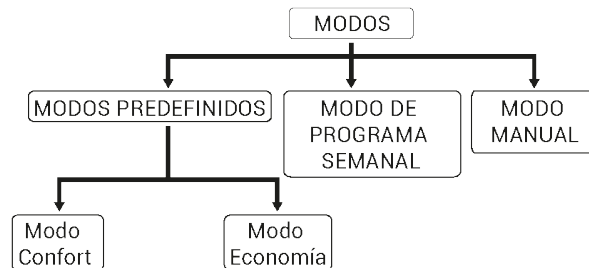 MODOS
MODOS PREDEFINIDOS
MODO DE
PROGRAMA
SEMANAL
MODO
MANUAL
Modo
Confort
Modo
Economía